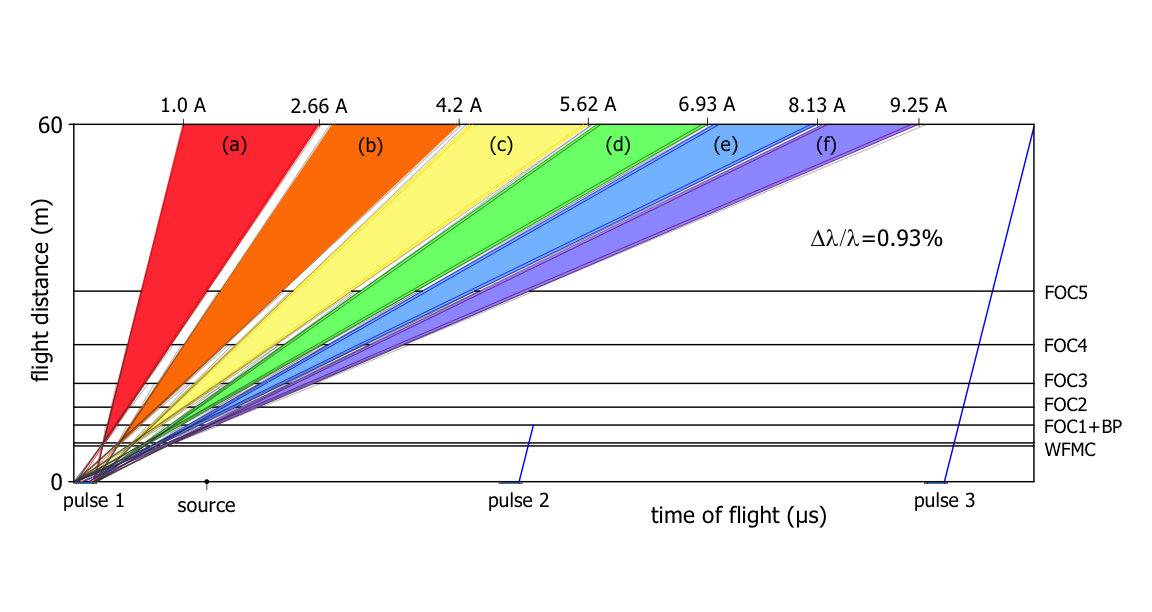 1.0 A 2.66 A 4.2 A 5.62 A 6.93 A 8.13 A 9.25 A
60
(a) (b) (c) (d) (e) (f)
flight distance (m)
Δλ/λ=0.93%
FOC5
FOC4
FOC3
FOC2
FOC1+BP
WFMC
0
pulse 1 source pulse 2 pulse 3
time of flight (μs)